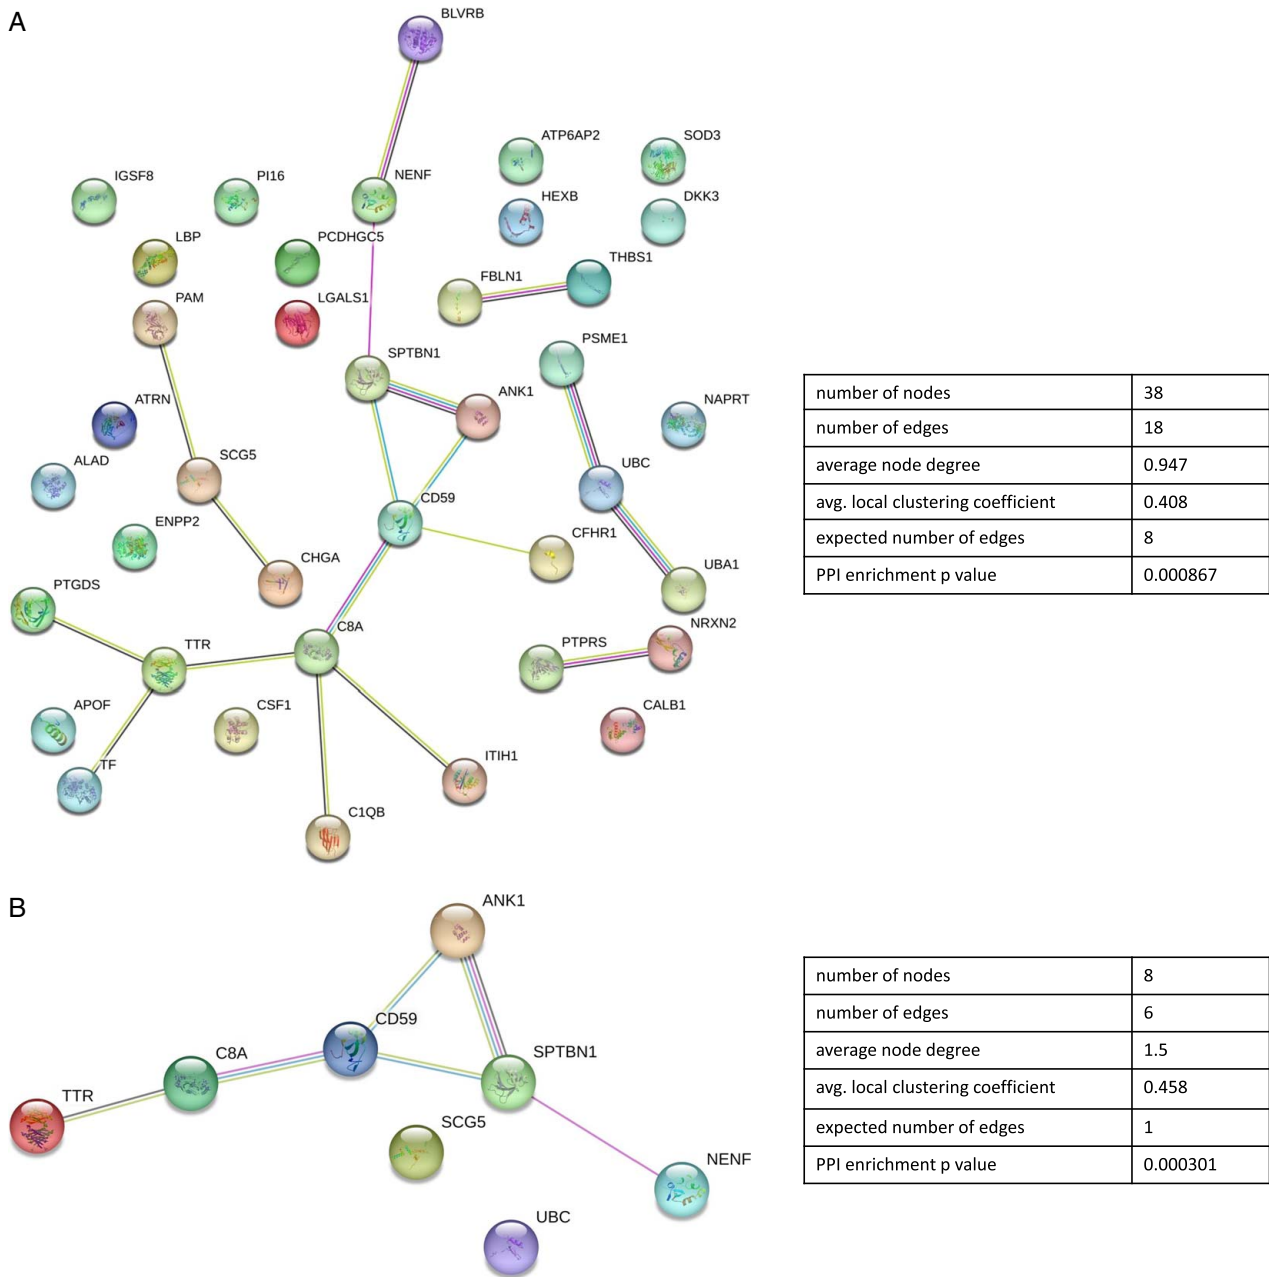 A
BLVRB
ATP6AP2
SOD3
IGSF8
PI16
NENF
HEXB
DKK3
LBP
PCDHGC5
THBS1
FBLN1
PAM
LGALS1
PSME1
SPTBN1
ANK1
NAPRT
ATRN
SCG5
ALAD
UBC
CD59
ENPP2
CFHR1
CHGA
UBA1
PTGDS
C8A
NRXN2
TTR
PTPRS
APOF
CSF1
CALB1
TF
ITIH1
C1QB
number of nodes 38
number of edges 18
average node degree 0.947
avg. local clustering coefficient 0.408
expected number of edges 8
PPI enrichment p value 0.000867
B
ANK1
CD59
C8A
SPTBN1
TTR
SCG5
NENF
UBC
number of nodes 8
number of edges 6
average node degree 1.5
avg. local clustering coefficient 0.458
expected number of edges 1
PPI enrichment p value 0.000301